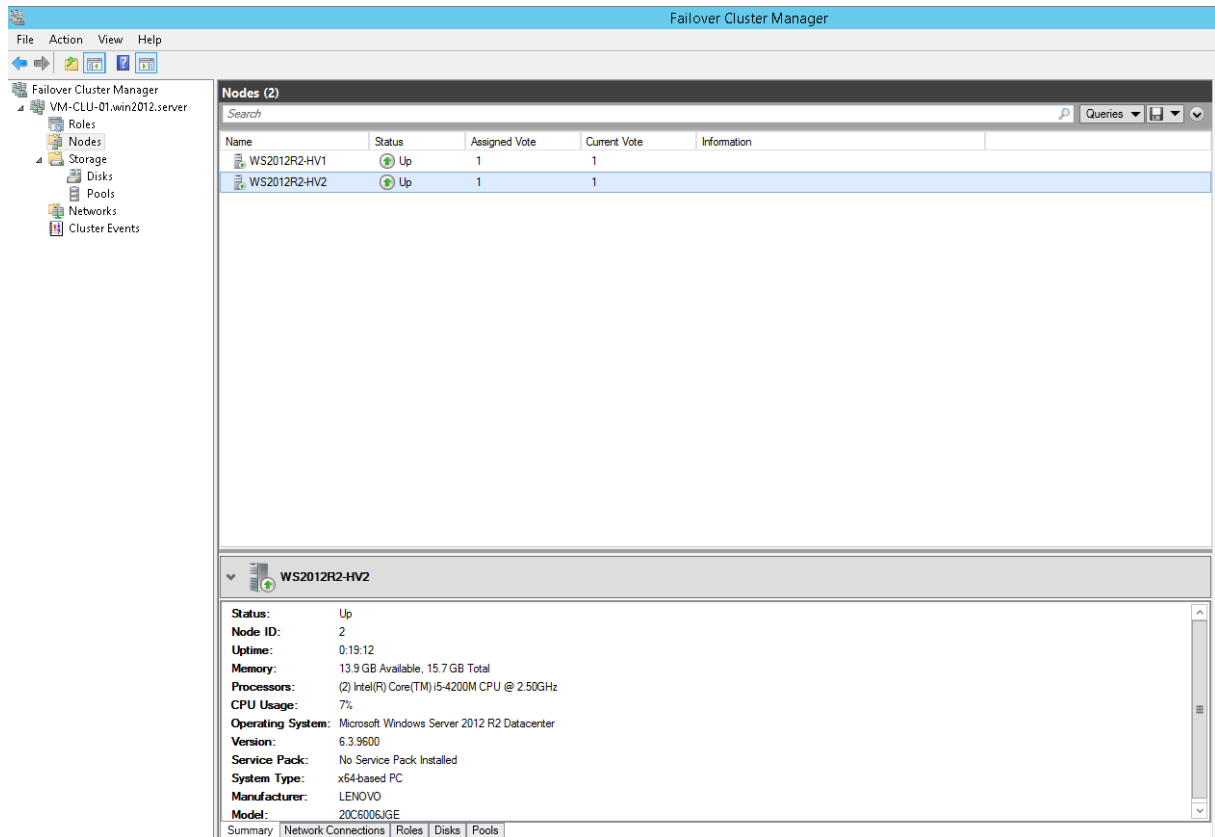 Failover Cluster Manager
File Action View Help
Failover Cluster Manager
VM-CLU-01.win2012.server
Roles
Nodes
Storage
Disks
Pools
Networks
Cluster Events
Nodes (2)
Search
Queries
Name Status Assigned Vote Current Vote Information
WS2012R2-HV1 Up 1 1
WS2012R2-HV2 Up 1 1
WS2012R2-HV2
Status: Up
Node ID: 2
Uptime: 0:19:12
Memory: 13.9 GB Available, 15.7 GB Total
Processors: (2) Intel(R) Core(TM) i5-4200M CPU @ 2.50GHz
CPU Usage: 7%
Operating System: Microsoft Windows Server 2012 R2 Datacenter
Version: 6.3.9600
Service Pack: No Service Pack Installed
System Type: x64-based PC
Manufacturer: LENOVO
Model: 20C6006JGE
Summary Network Connections Roles Disks Pools